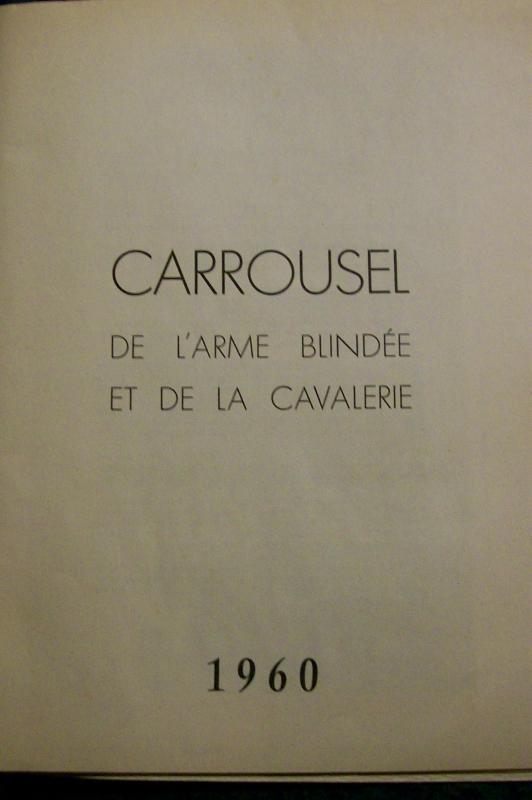 CARROUSEL
DE L'ARME BLINDÉE
ET DE LA CAVALERIE
1960